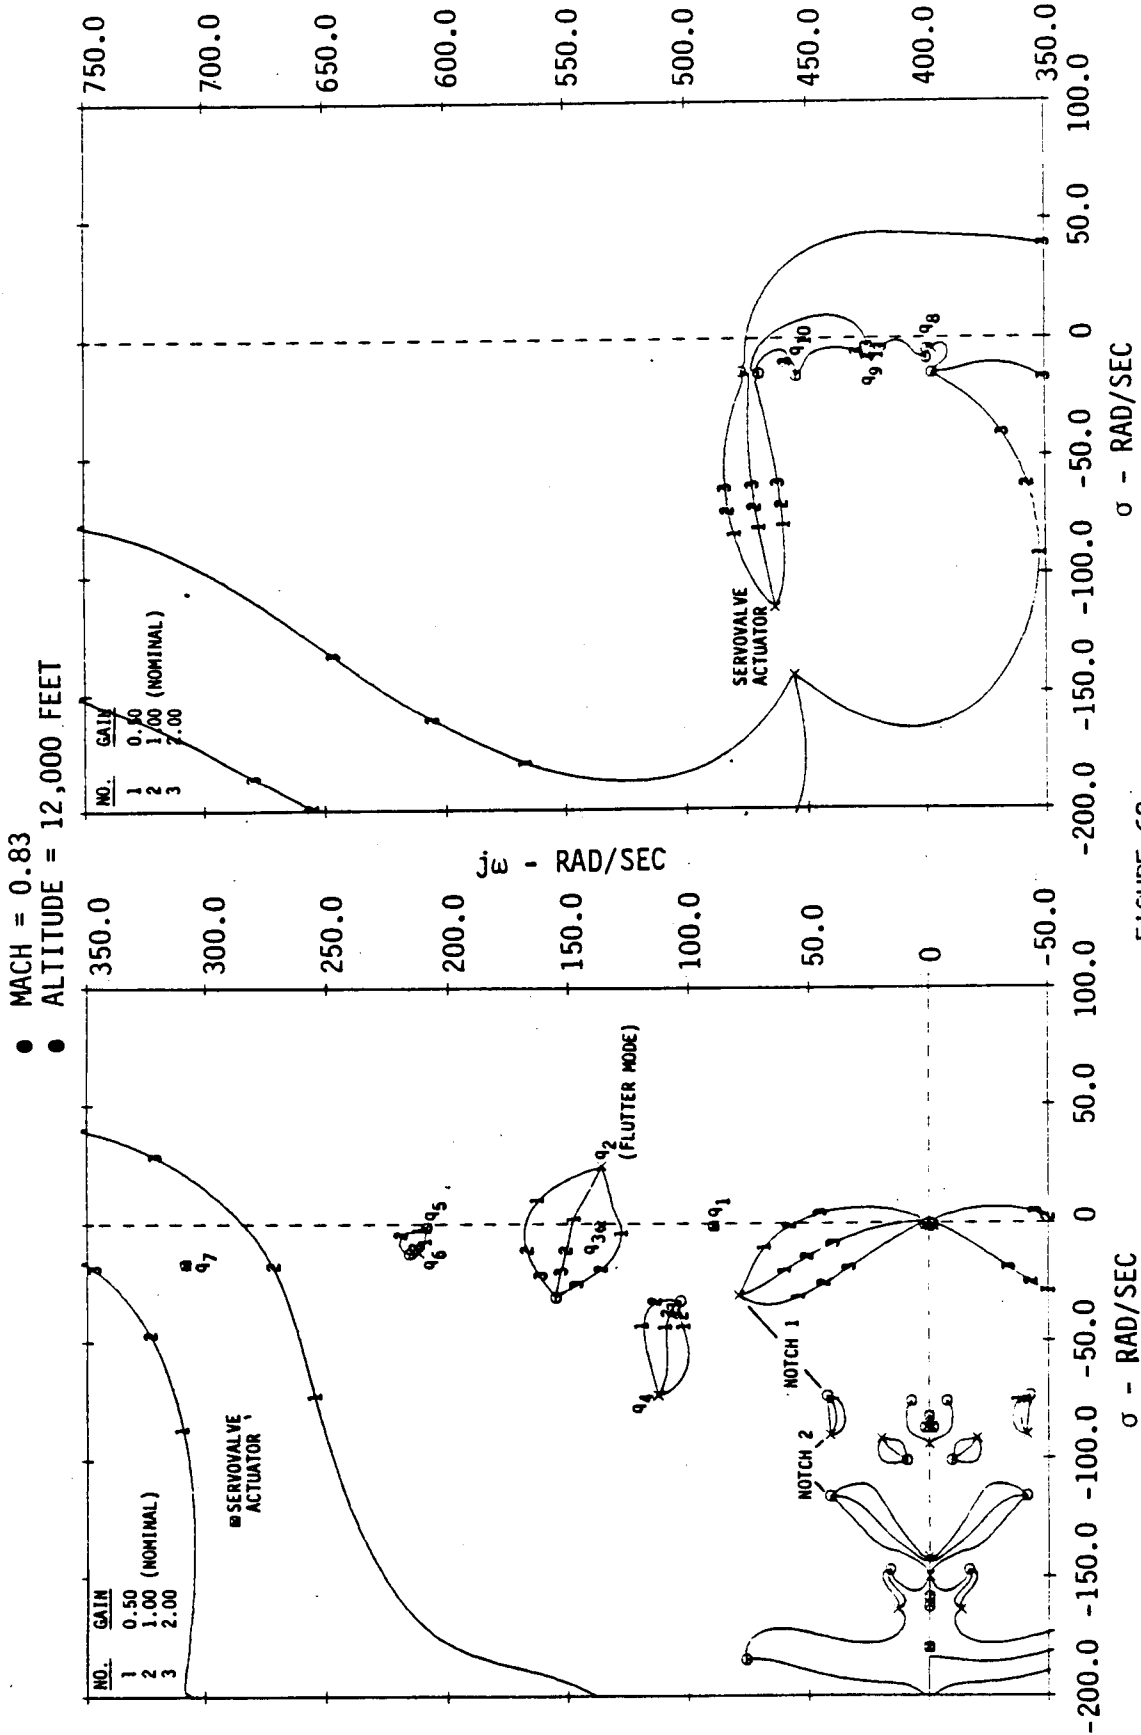 ● MACH = 0.83
● ALTITUDE = 12,000 FEET
NO. GAIN
1 0.50
2 1.00 (NOMINAL)
3 2.00
SERVOVALVE
ACTUATOR
q7
q6
q5
q2
(FLUTTER MODE)
q3
q4
q1
NOTCH 1
NOTCH 2
350.0
300.0
250.0
200.0
150.0
100.0
50.0
0
-50.0
-200.0 -150.0 -100.0 -50.0 0 50.0 100.0
σ - RAD/SEC
jω - RAD/SEC
NO. GAIN
1 0.50
2 1.00 (NOMINAL)
3 2.00
SERVOVALVE
ACTUATOR
q10
q9
q8
750.0
700.0
650.0
600.0
550.0
500.0
450.0
400.0
350.0
-200.0 -150.0 -100.0 -50.0 0 50.0 100.0
σ - RAD/SEC